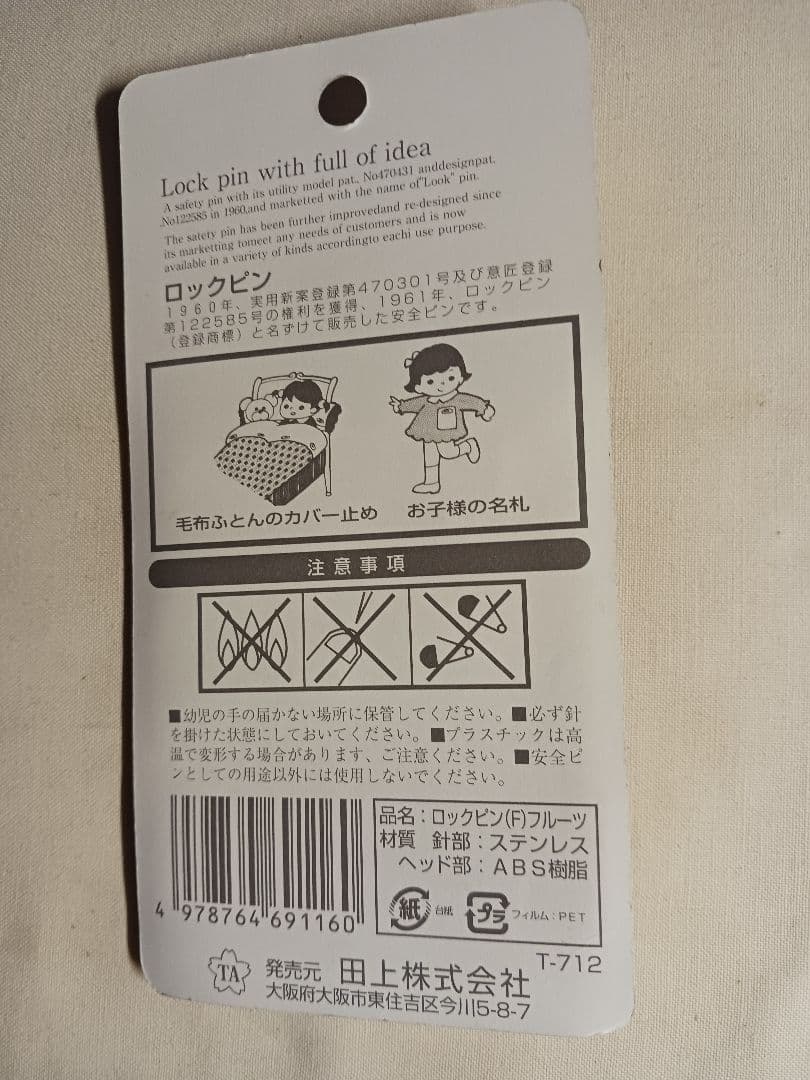 Lock pin with full of idea
A safety pin with its utility model pat., No470431 anddesignpat.
.No122585 in 1960,and marketted with the name of"Look" pin.
The satety pin has been further improvedand re-designed since
its marketting tomeet any needs of customers and is now
available in a variety of kinds accordingto eachi use purpose.
ロックピン
1960年、実用新案登録第470301号及び意匠登録
第122585号の権利を獲得、1961年、ロックピン
（登録商標）と名ずけて販売した安全ピンです。
毛布ふとんのカバー止め
お子様の名札
注意事項
■幼児の手の届かない場所に保管してください。■必ず針
を掛けた状態にしておいてください。■プラスチックは高
温で変形する場合があります、ご注意ください。■安全ピ
ンとしての用途以外には使用しないでください。
品名：ロックピン(F)フルーツ
材質 針部：ステンレス
ヘッド部：ABS樹脂
紙 台紙 プラ フィルム：PET
4 978764 691160
T-712
TA 発売元 田上株式会社
大阪府大阪市東住吉区今川5-8-7